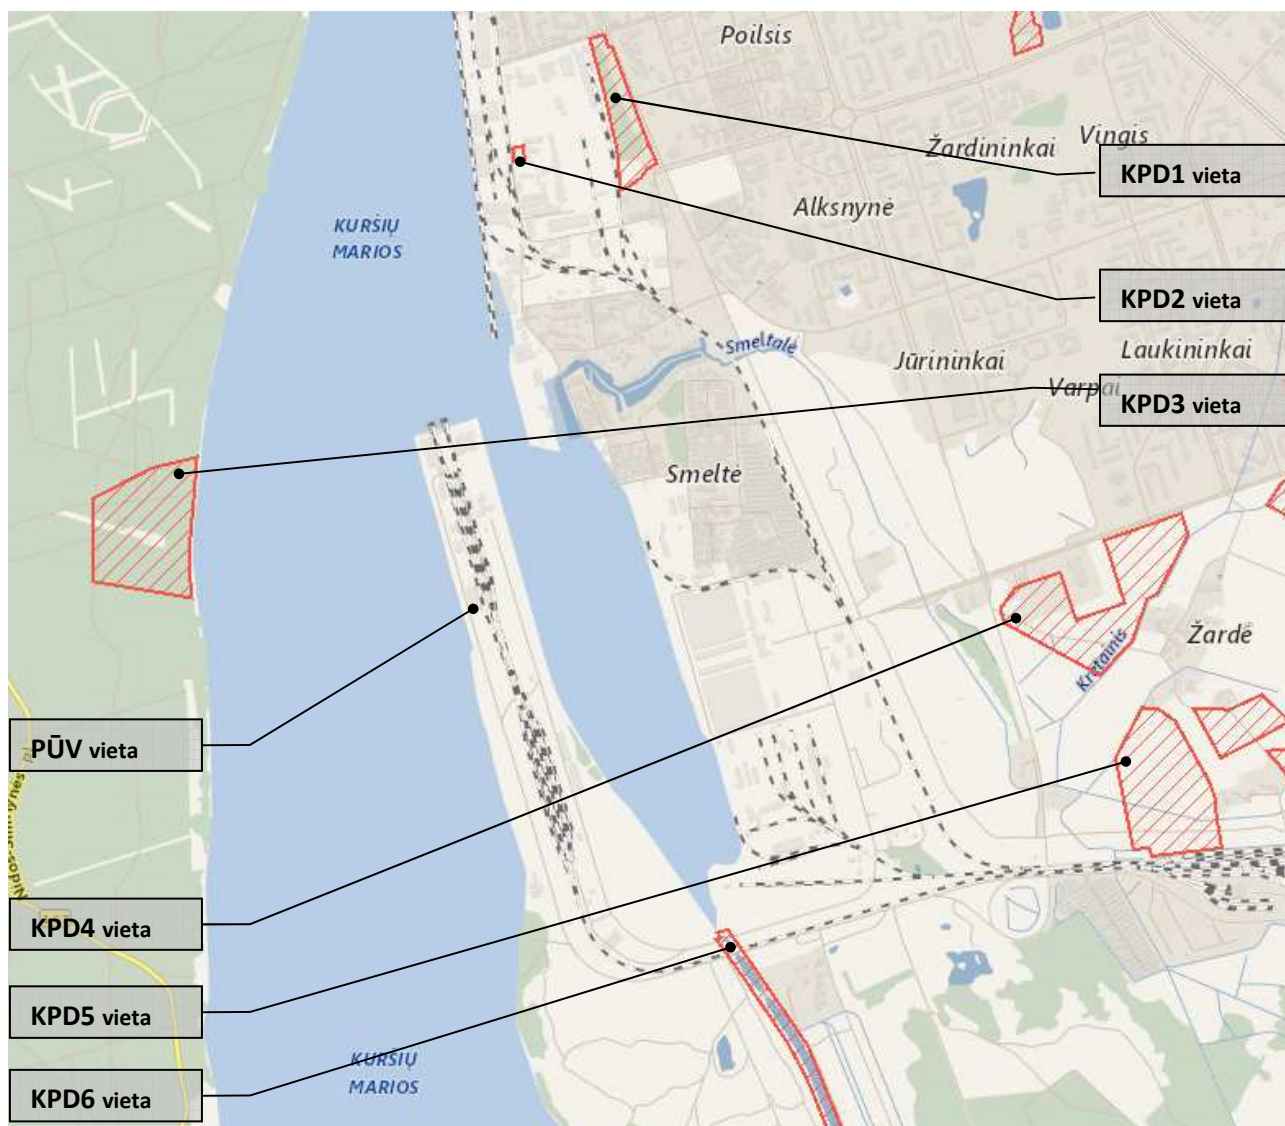 Poilsis
Vingis
Žardininkai
KPD1 vieta
Alksnynė
KURŠIŲ
MARIOS
KPD2 vieta
Smeltalė
Jūrininkai
Laukininkai
Varpai
KPD3 vieta
Smeltė
Žardė
Kretainis
PŪV vieta
KPD4 vieta
KPD5 vieta
KURŠIŲ
MARIOS
KPD6 vieta